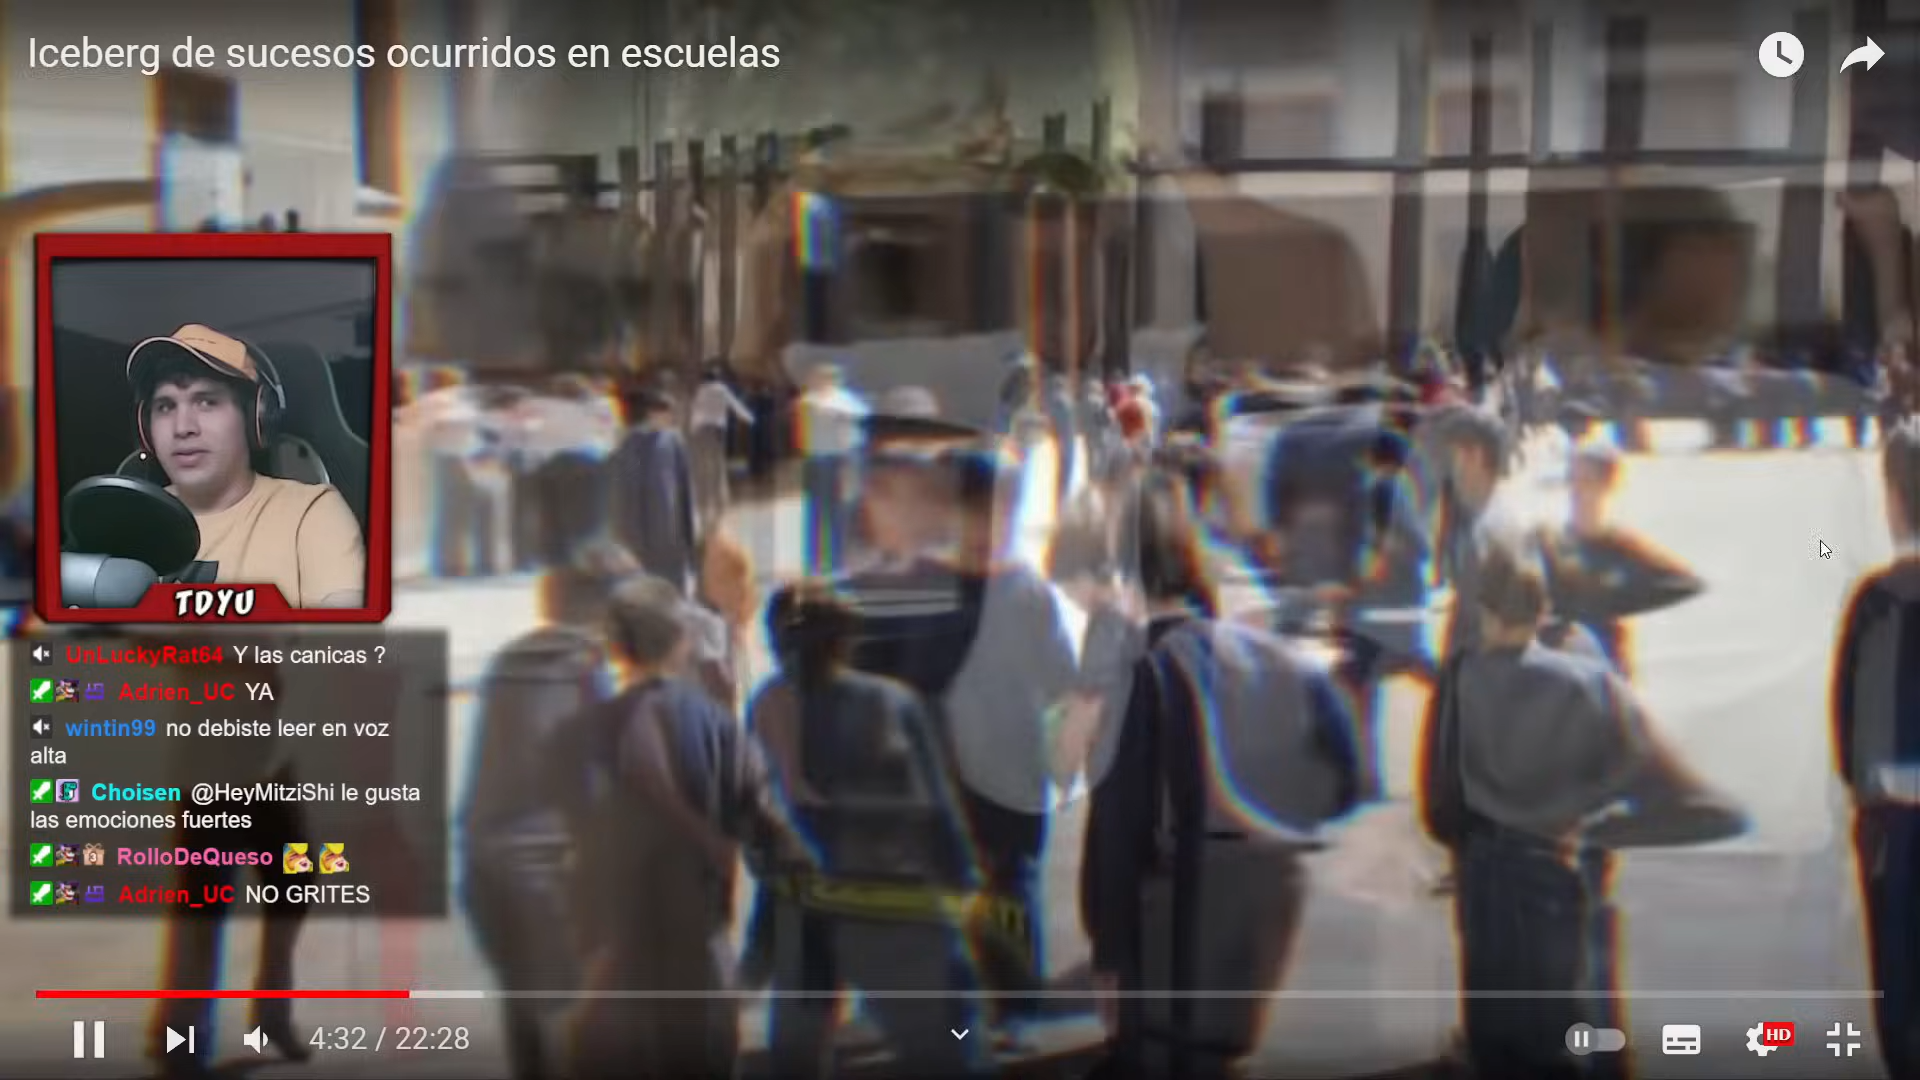 Iceberg de sucesos ocurridos en escuelas
TDYU
UnLuckyRat64 Y las canicas ?
Adrien_UC YA
wintin99 no debiste leer en voz
alta
Choisen @HeyMitziShi le gusta
las emociones fuertes
RolloDeQueso
Adrien_UC NO GRITES
4:32 / 22:28
HD